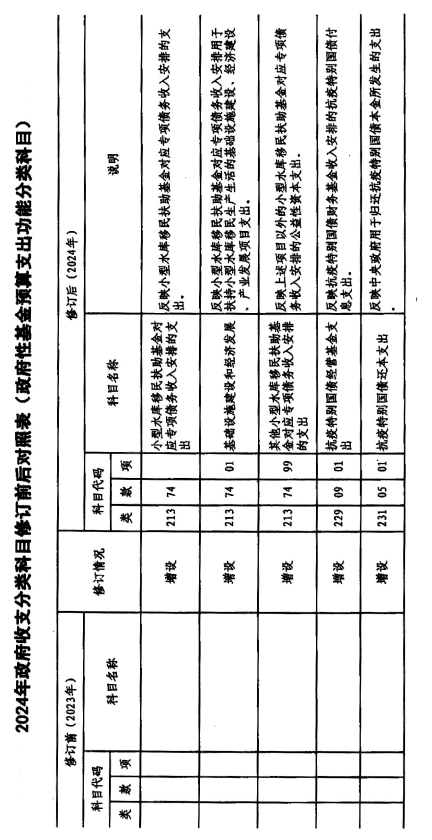 2024年政府收支分类科目修订前后对照表（政府性基金预算支出功能分类科目）
修订前（2023年） 修订情况 修订后（2024年）
科目代码 科目名称 科目代码 科目名称 说明
类 款 项 类 款 项
增设 213 74 小型水库移民扶助基金对应专项债务收入安排的支出 反映小型水库移民扶助基金对应专项债务收入安排的支出。
增设 213 74 01 基础设施建设和经济发展 反映小型水库移民扶助基金对应专项债务收入安排用于扶持小型水库移民生产生活的基础设施建设、经济建设、产业发展项目支出。
增设 213 74 99 其他小型水库移民扶助基金对应专项债务收入安排的支出 反映上述项目以外的小型水库移民扶助基金对应专项债务收入安排的公益性资本支出。
增设 229 09 01 抗疫特别国债经营基金支出 反映抗疫特别国债财务基金收入安排的抗疫特别国债付息支出。
增设 231 05 01 抗疫特别国债还本支出 反映中央政府用于归还抗疫特别国债本金所发生的支出